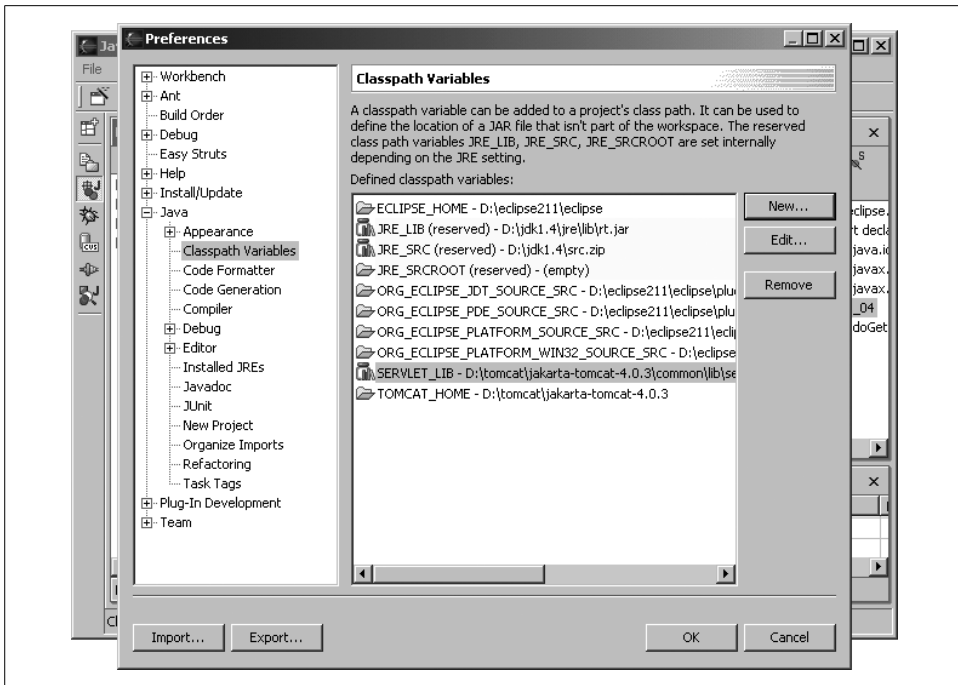 Preferences
File
Workbench
Ant
Build Order
Debug
Easy Struts
Help
Install/Update
Java
Appearance
Classpath Variables
Code Formatter
Code Generation
Compiler
Debug
Editor
Installed JREs
Javadoc
JUnit
New Project
Organize Imports
Refactoring
Task Tags
Plug-In Development
Team
Classpath Variables
A classpath variable can be added to a project's class path. It can be used to
define the location of a JAR file that isn't part of the workspace. The reserved
class path variables JRE_LIB, JRE_SRC, JRE_SRCROOT are set internally
depending on the JRE setting.
Defined classpath variables:
ECLIPSE_HOME - D:\eclipse211\eclipse
JRE_LIB (reserved) - D:\jdk1.4\jre\lib\rt.jar
JRE_SRC (reserved) - D:\jdk1.4\src.zip
JRE_SRCROOT (reserved) - (empty)
ORG_ECLIPSE_JDT_SOURCE_SRC - D:\eclipse211\eclipse\plu
ORG_ECLIPSE_PDE_SOURCE_SRC - D:\eclipse211\eclipse\plu
ORG_ECLIPSE_PLATFORM_SOURCE_SRC - D:\eclipse211\ecli
ORG_ECLIPSE_PLATFORM_WIN32_SOURCE_SRC - D:\eclipse
SERVLET_LIB - D:\tomcat\jakarta-tomcat-4.0.3\common\lib\se
TOMCAT_HOME - D:\tomcat\jakarta-tomcat-4.0.3
New...
Edit...
Remove
eclipse.
rt decla
java.io
javax.
javax.
_04
doGet
Import...
Export...
OK
Cancel